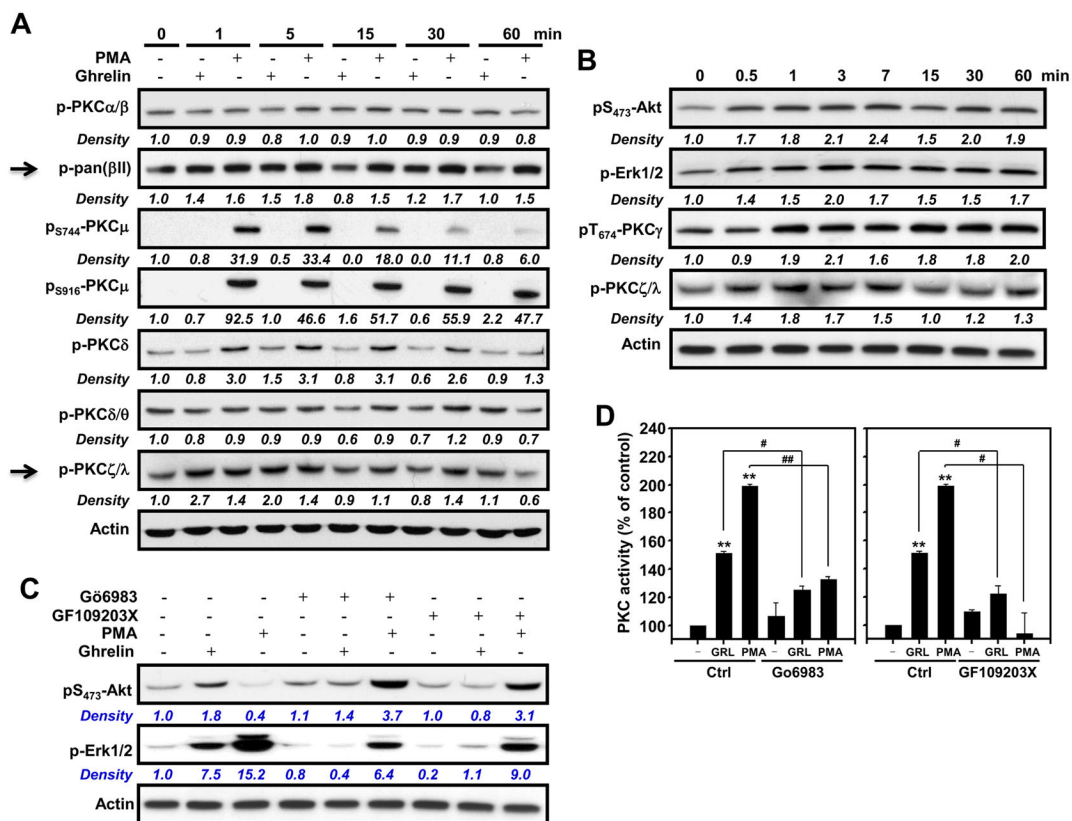 A
0 1 5 15 30 60 min
PMA - - + - + - + - + - +
Ghrelin - + - + - + - + - + -
p-PKCα/β
Density 1.0 0.9 0.9 0.8 1.0 0.9 1.0 0.9 0.9 0.9 0.8
p-pan(βII)
Density 1.0 1.4 1.6 1.5 1.8 0.8 1.5 1.2 1.7 1.0 1.5
pS744-PKCμ
Density 1.0 0.8 31.9 0.5 33.4 0.0 18.0 0.0 11.1 0.8 6.0
pS916-PKCμ
Density 1.0 0.7 92.5 1.0 46.6 1.6 51.7 0.6 55.9 2.2 47.7
p-PKCδ
Density 1.0 0.8 3.0 1.5 3.1 0.8 3.1 0.6 2.6 0.9 1.3
p-PKCδ/θ
Density 1.0 0.8 0.9 0.9 0.9 0.6 0.9 0.7 1.2 0.9 0.7
p-PKCζ/λ
Density 1.0 2.7 1.4 2.0 1.4 0.9 1.1 0.8 1.4 1.1 0.6
Actin
B
0 0.5 1 3 7 15 30 60 min
pS473-Akt
Density 1.0 1.7 1.8 2.1 2.4 1.5 2.0 1.9
p-Erk1/2
Density 1.0 1.4 1.5 2.0 1.7 1.5 1.5 1.7
pT674-PKCγ
Density 1.0 0.9 1.9 2.1 1.6 1.8 1.8 2.0
p-PKCζ/λ
Density 1.0 1.4 1.8 1.7 1.5 1.0 1.2 1.3
Actin
C
Gö6983 - - - + + + - - -
GF109203X - - - - - - + + +
PMA - - + - - + - - +
Ghrelin - + - - + - - + -
pS473-Akt
Density 1.0 1.8 0.4 1.1 1.4 3.7 1.0 0.8 3.1
p-Erk1/2
Density 1.0 7.5 15.2 0.8 0.4 6.4 0.2 1.1 9.0
Actin
D
PKC activity (% of control)
240
220
200
180
160
140
120
100
# ##
** **
# #
** **
- GRL PMA - GRL PMA - GRL PMA - GRL PMA
Ctrl Go6983 Ctrl GF109203X